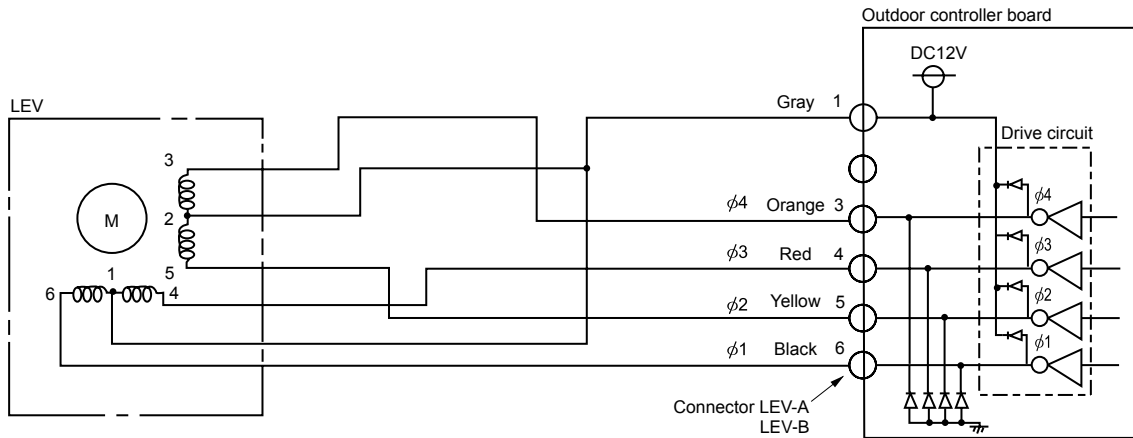 Outdoor controller board
DC12V
LEV
Gray 1
Drive circuit
3
ϕ4
ϕ4 Orange 3
M
2
ϕ3
ϕ3 Red 4
1 5
6 4
ϕ2
ϕ2 Yellow 5
ϕ1
ϕ1 Black 6
Connector LEV-A
LEV-B